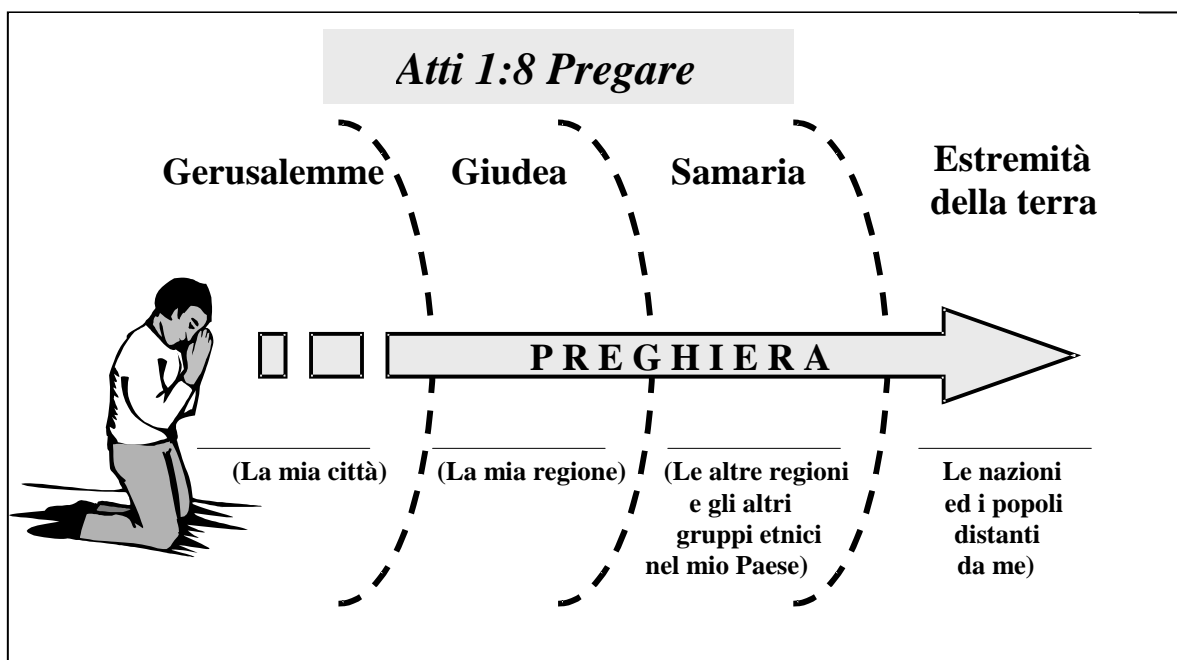 Atti 1:8 Pregare
Gerusalemme
Giudea
Samaria
Estremità
della terra
PREGHIERA
(La mia città)
(La mia regione)
(Le altre regioni
e gli altri
gruppi etnici
nel mio Paese)
Le nazioni
ed i popoli
distanti
da me)